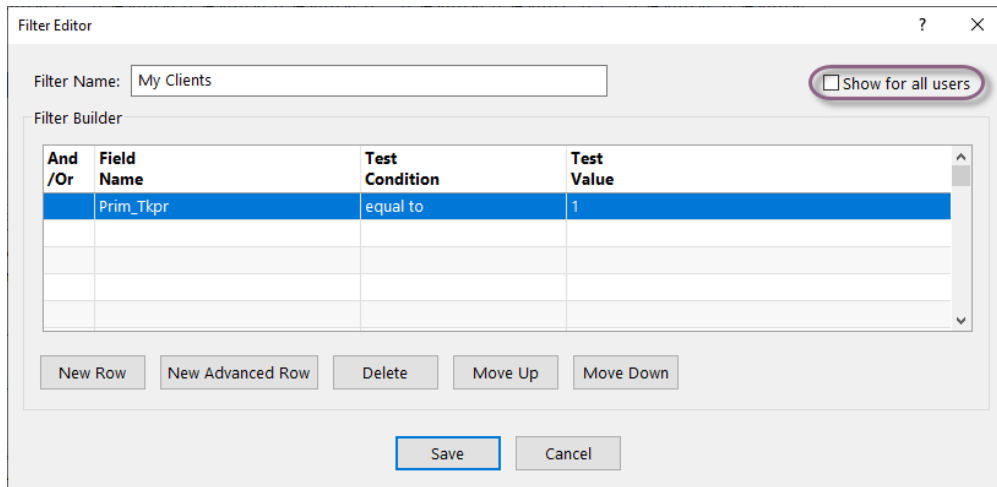 Filter Editor
?
Filter Name: My Clients
Show for all users
Filter Builder
And Field Test Test
/Or Name Condition Value
Prim_Tkpr equal to 1
New Row New Advanced Row Delete Move Up Move Down
Save Cancel